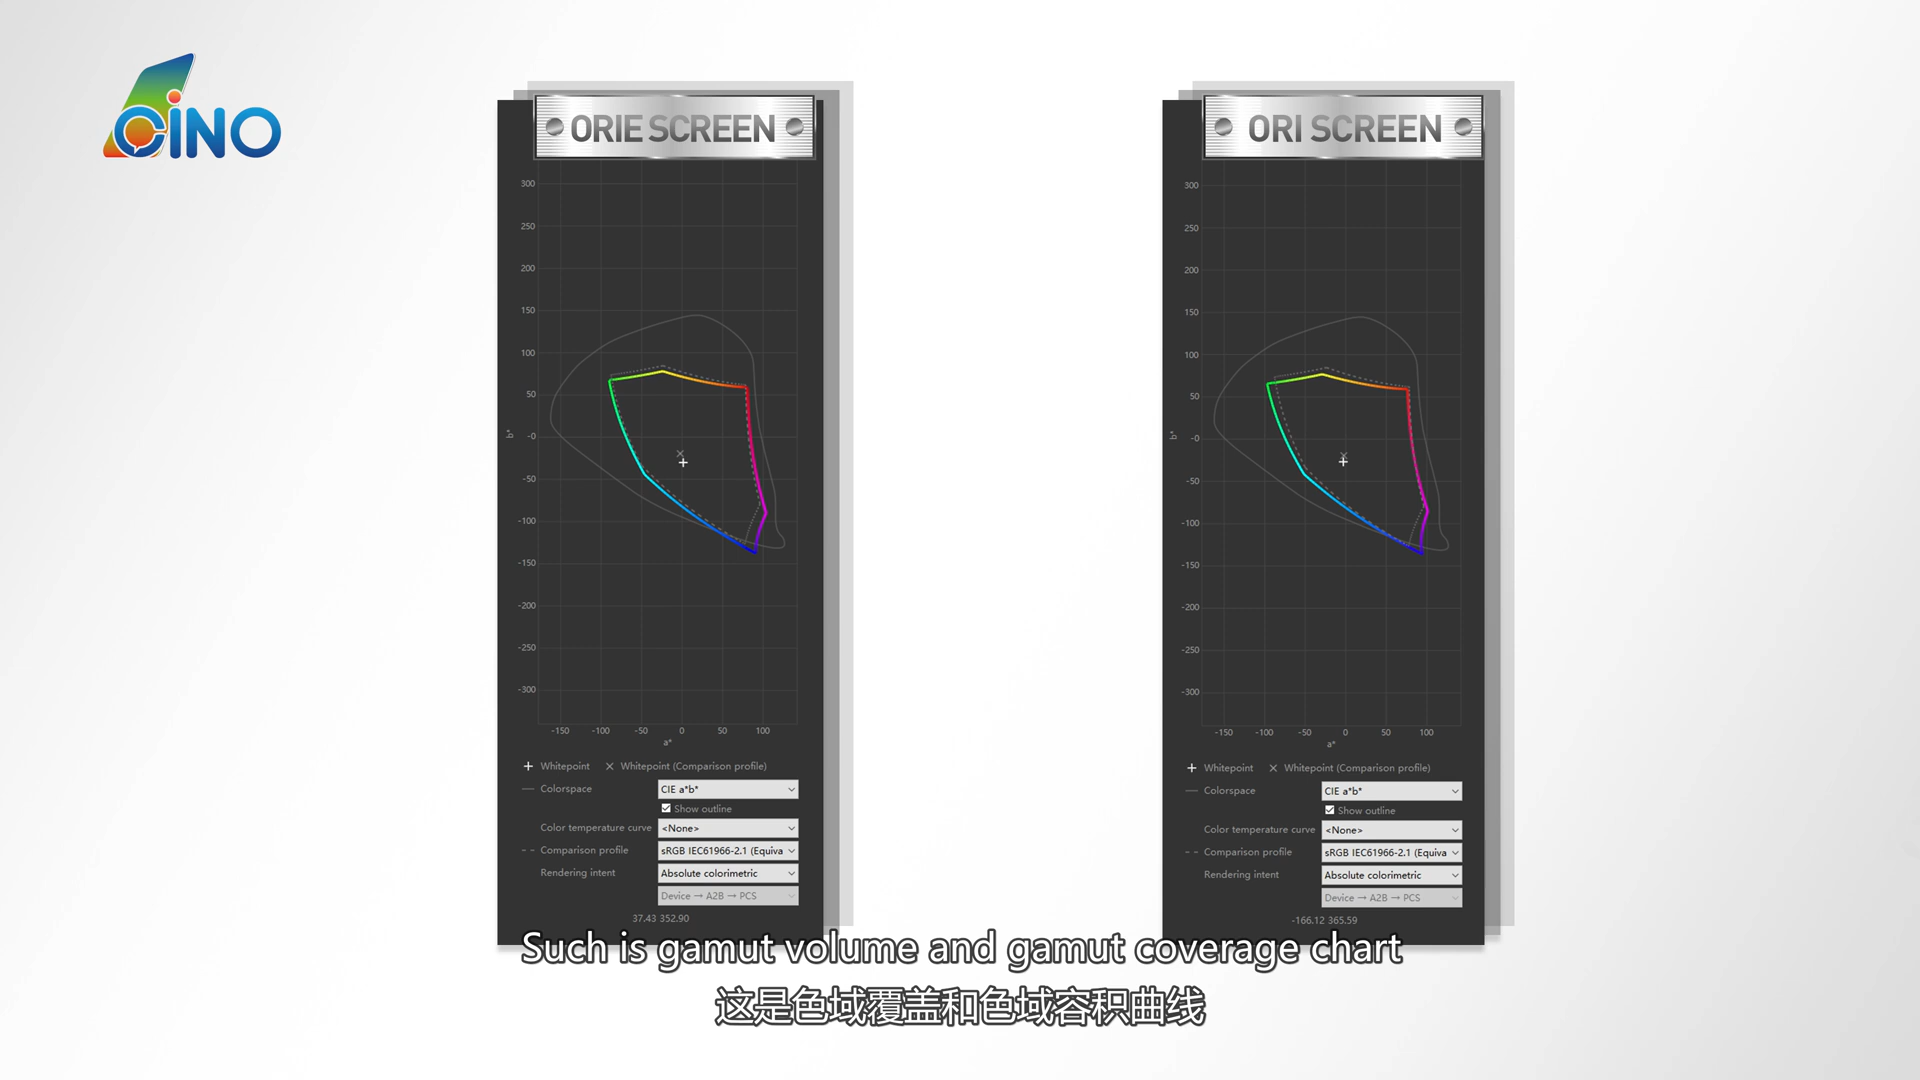 CiNO
ORIE SCREEN
300
250
200
150
100
50
-0
-50
-100
-150
-200
-250
-300
b*
-150 -100 -50 0 50 100
a*
+ Whitepoint × Whitepoint (Comparison profile)
Colorspace CIE a*b*
Show outline
Color temperature curve <None>
Comparison profile sRGB IEC61966-2.1 (Equiva
Rendering intent Absolute colorimetric
Device → A2B → PCS
37.43 352.90
ORI SCREEN
300
250
200
150
100
50
-0
-50
-100
-150
-200
-250
-300
b*
-150 -100 -50 0 50 100
a*
+ Whitepoint × Whitepoint (Comparison profile)
Colorspace CIE a*b*
Show outline
Color temperature curve <None>
Comparison profile sRGB IEC61966-2.1 (Equiva
Rendering intent Absolute colorimetric
Device → A2B → PCS
-166.12 365.59
Such is gamut volume and gamut coverage chart
这是色域覆盖和色域容积曲线